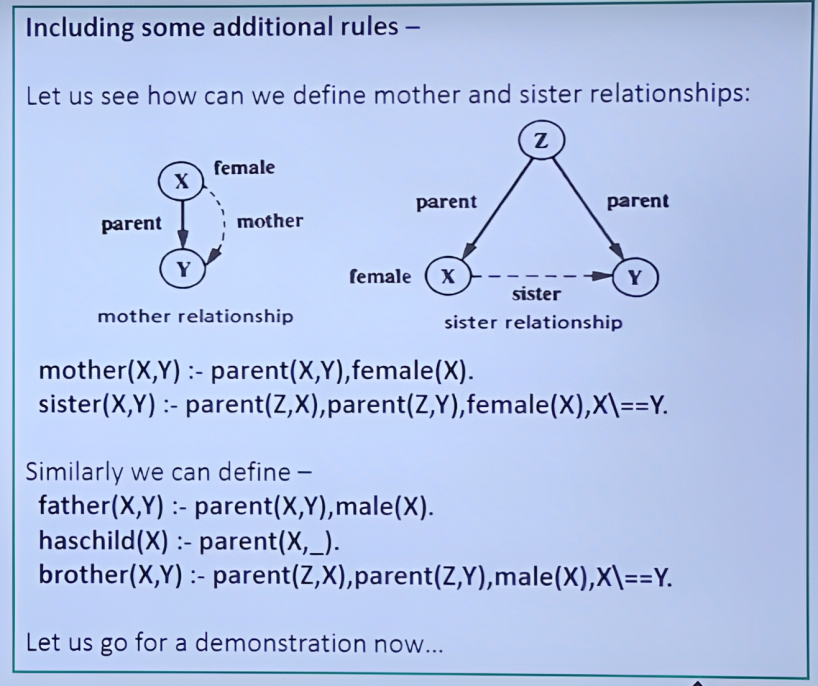 Including some additional rules –
Let us see how can we define mother and sister relationships:
X
female
parent
mother
Y
mother relationship
Z
parent
parent
female
X
sister
Y
sister relationship
mother(X,Y) :- parent(X,Y),female(X).
sister(X,Y) :- parent(Z,X),parent(Z,Y),female(X),X\==Y.
Similarly we can define –
father(X,Y) :- parent(X,Y),male(X).
haschild(X) :- parent(X,_).
brother(X,Y) :- parent(Z,X),parent(Z,Y),male(X),X\==Y.
Let us go for a demonstration now...